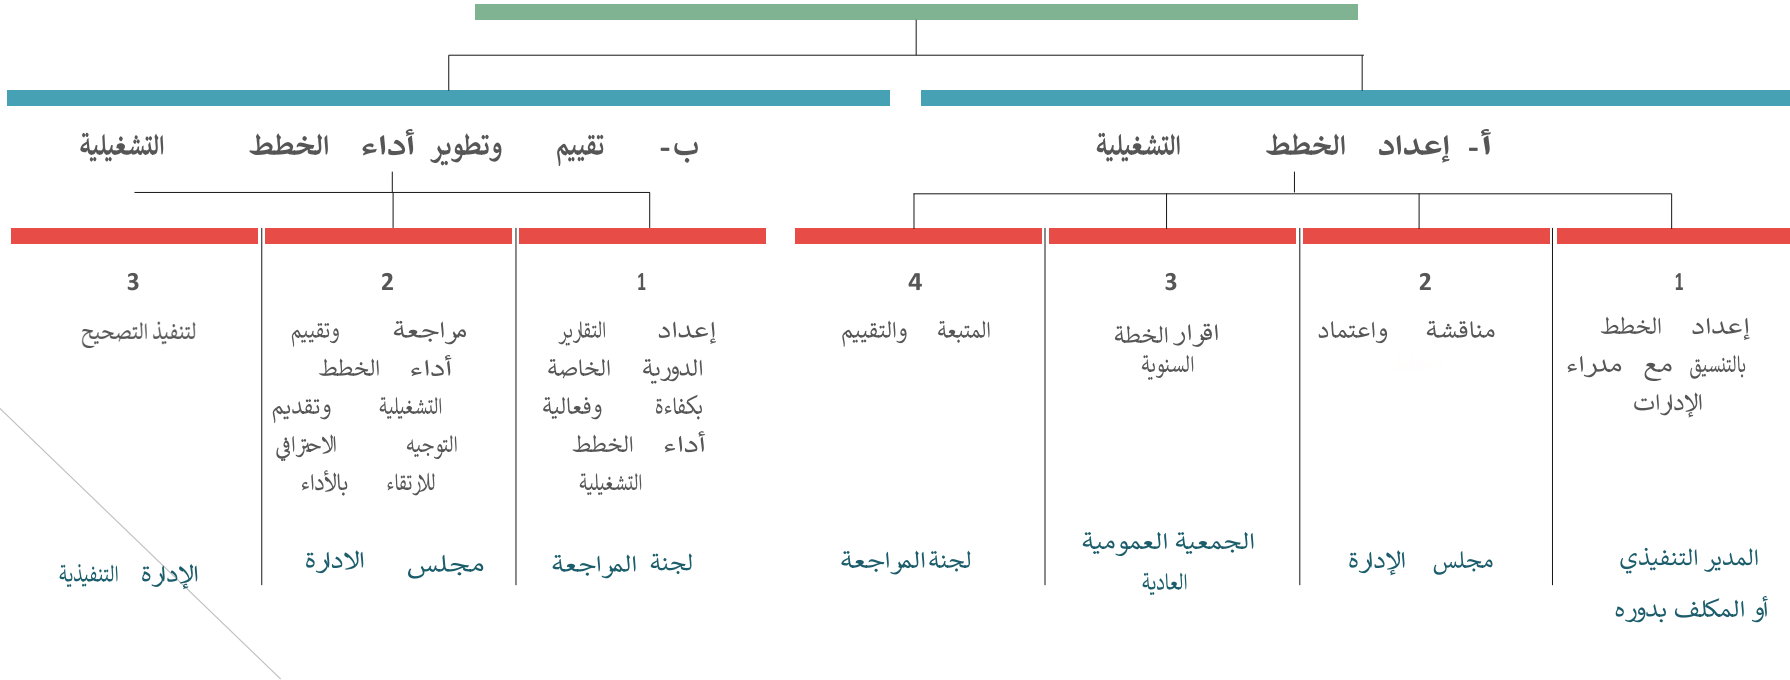 أ- إعداد الخطط التشغيلية
1
إعداد الخطط
بالتنسيق مع مدراء
الإدارات
المدير التنفيذي
أو المكلف بدوره
2
مناقشة واعتماد
مجلس الإدارة
3
اقرار الخطة
السنوية
الجمعية العمومية
العادية
4
المتبعة والتقييم
لجنة المراجعة
ب- تقييم وتطوير أداء الخطط التشغيلية
1
إعداد التقارير
الدورية الخاصة
بكفاءة وفعالية
أداء الخطط
التشغيلية
لجنة المراجعة
2
مراجعة وتقييم
أداء الخطط
التشغيلية وتقديم
التوجيه الاحترافي
للارتقاء بالأداء
مجلس الادارة
3
لتنفيذ التصحيح
الإدارة التنفيذية